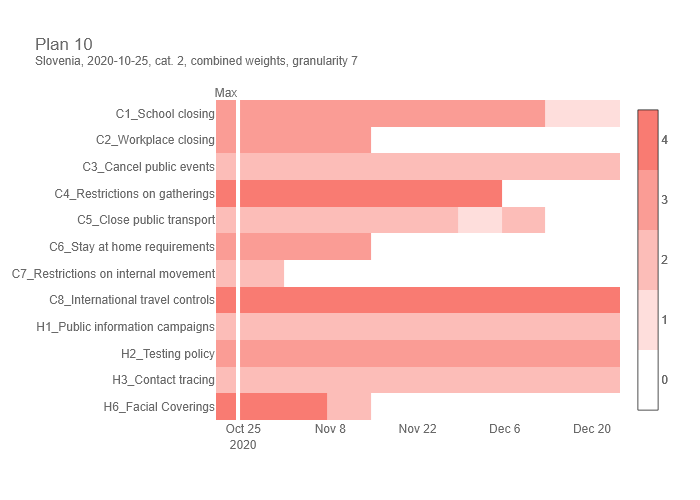 Plan 10
Slovenia, 2020-10-25, cat. 2, combined weights, granularity 7
Max
C1_School closing
C2_Workplace closing
C3_Cancel public events
C4_Restrictions on gatherings
C5_Close public transport
C6_Stay at home requirements
C7_Restrictions on internal movement
C8_International travel controls
H1_Public information campaigns
H2_Testing policy
H3_Contact tracing
H6_Facial Coverings
Oct 25
2020
Nov 8
Nov 22
Dec 6
Dec 20
4
3
2
1
0